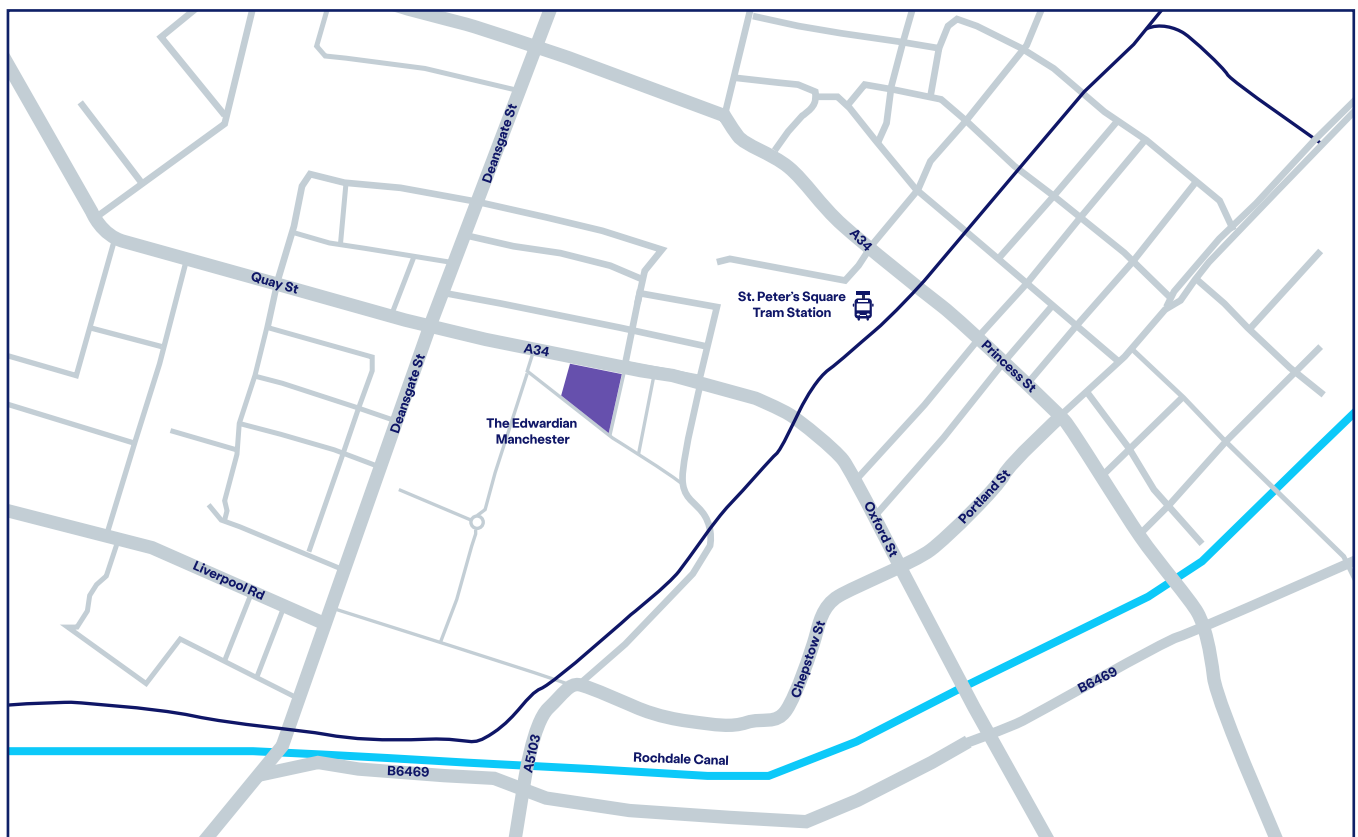 Deansgate St
A34
Quay St
St. Peter's Square
Tram Station
A34
Princess St
Deansgate St
The Edwardian
Manchester
Portland St
Oxford St
Liverpool Rd
Chepstow St
B6469
A5103
Rochdale Canal
B6469